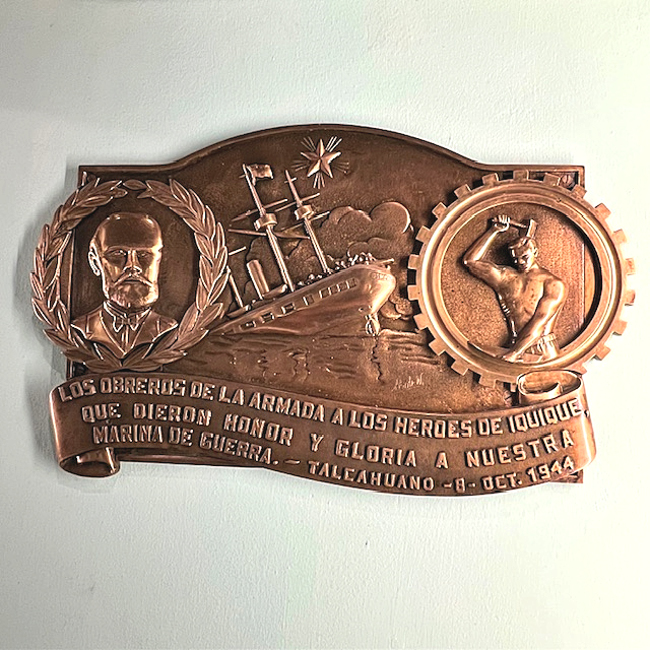 LOS OBREROS DE LA ARMADA A LOS HEROES DE IQUIQUE,
QUE DIERON HONOR Y GLORIA A NUESTRA
MARINA DE GUERRA. - TALCAHUANO - 8 - OCT. 1944